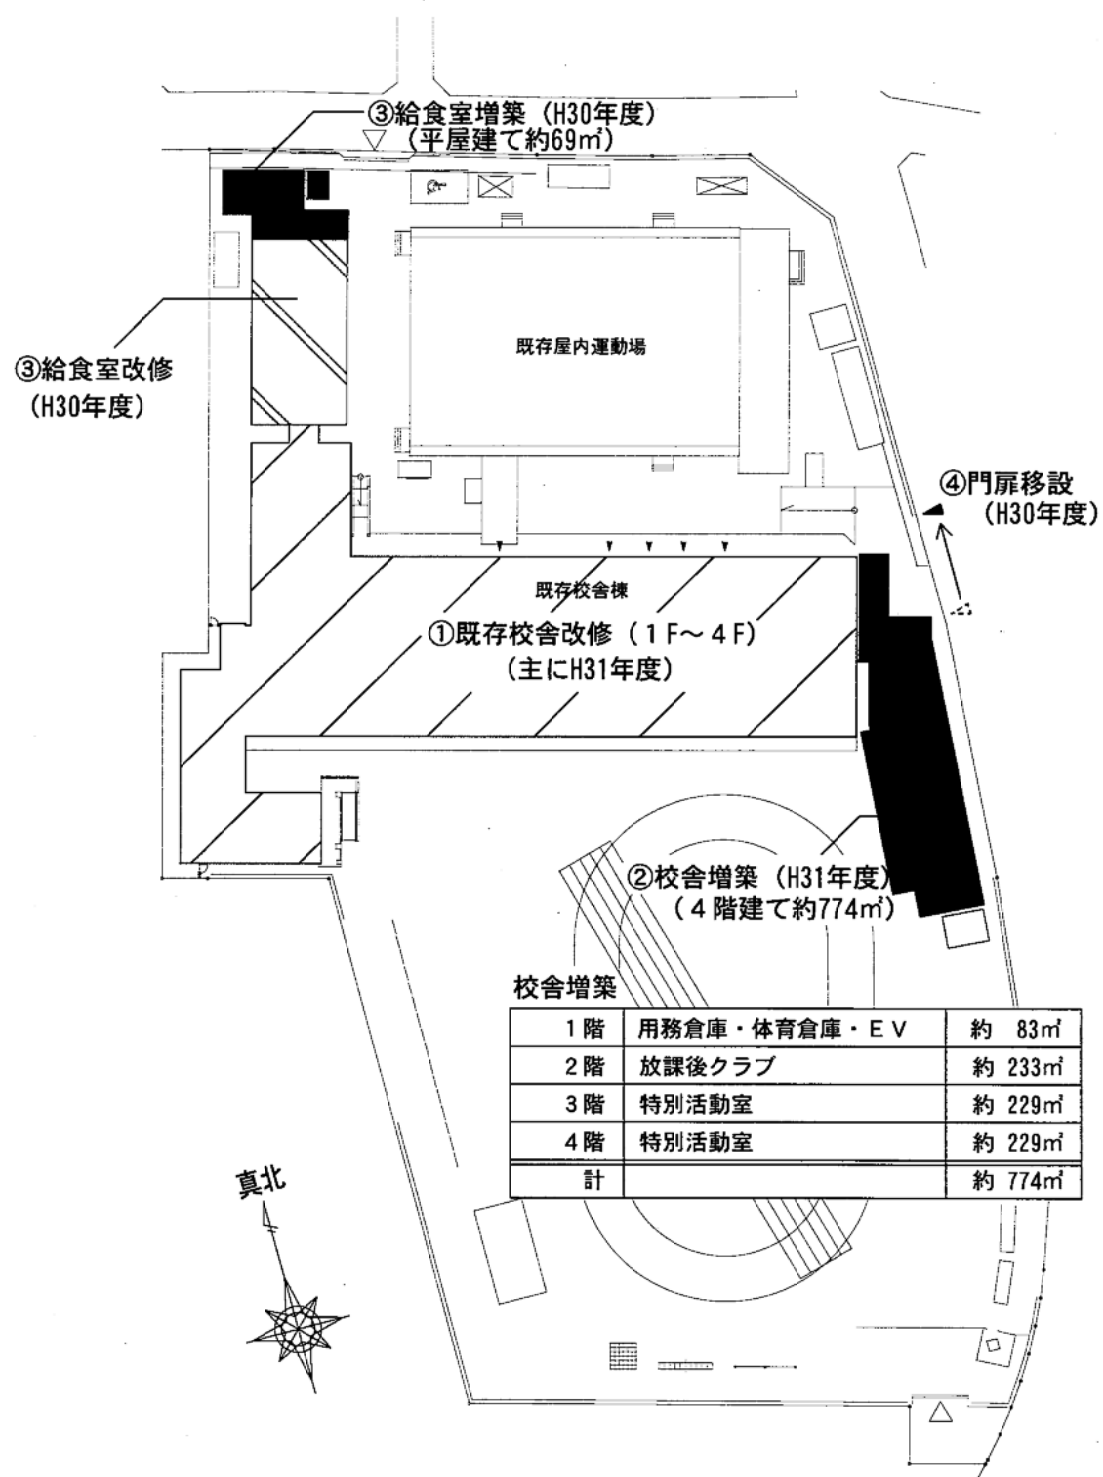 ③給食室増築（H30年度）
（平屋建て約69㎡）
既存屋内運動場
③給食室改修
（H30年度）
④門扉移設
（H30年度）
既存校舎棟
①既存校舎改修（１F～４F）
（主にH31年度）
②校舎増築（H31年度）
（４階建て約774㎡）
校舎増築
１階 用務倉庫・体育倉庫・ＥＶ 約 83㎡
２階 放課後クラブ 約 233㎡
３階 特別活動室 約 229㎡
４階 特別活動室 約 229㎡
計 約 774㎡
真北